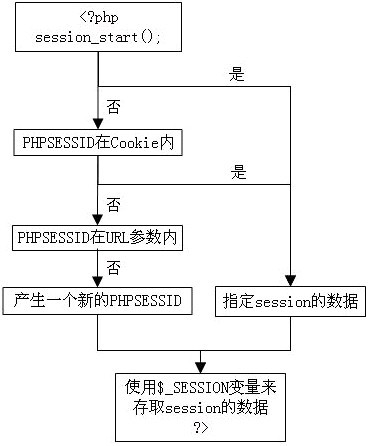 <?php
session_start();
是
否
PHPSESSID在Cookie内
是
否
PHPSESSID在URL参数内
否
产生一个新的PHPSESSID
指定session的数据
使用$_SESSION变量来
存取session的数据
?>